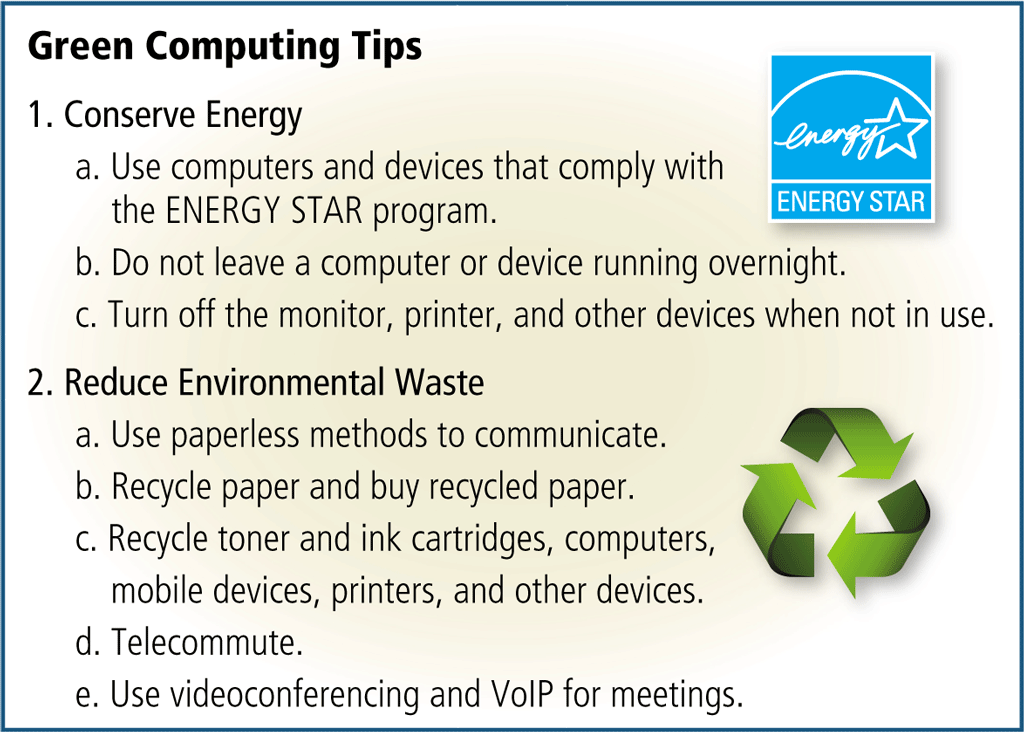 Green Computing Tips
1. Conserve Energy
a. Use computers and devices that comply with
the ENERGY STAR program.
energy
ENERGY STAR
b. Do not leave a computer or device running overnight.
c. Turn off the monitor, printer, and other devices when not in use.
2. Reduce Environmental Waste
a. Use paperless methods to communicate.
b. Recycle paper and buy recycled paper.
c. Recycle toner and ink cartridges, computers,
mobile devices, printers, and other devices.
d. Telecommute.
e. Use videoconferencing and VoIP for meetings.